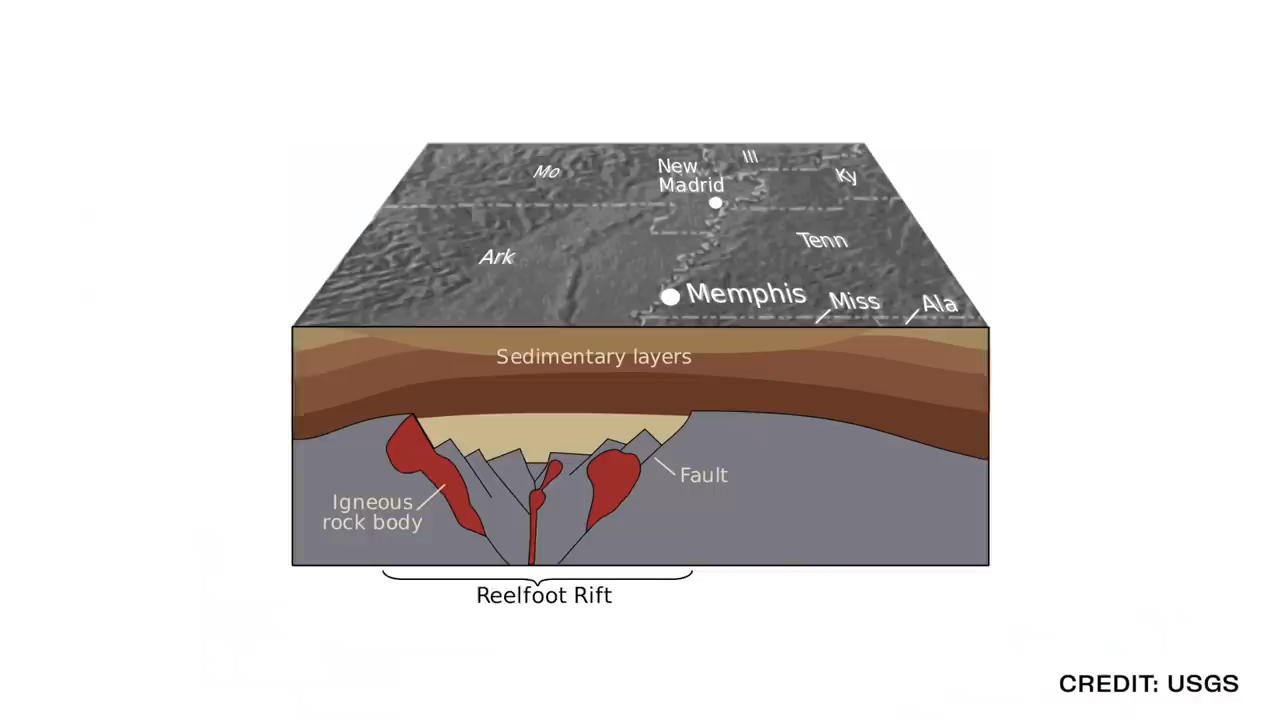 Mo
New
Madrid
Ill
Ky
Ark
Tenn
Memphis
Miss
Ala
Sedimentary layers
Igneous
rock body
Fault
Reelfoot Rift
CREDIT: USGS